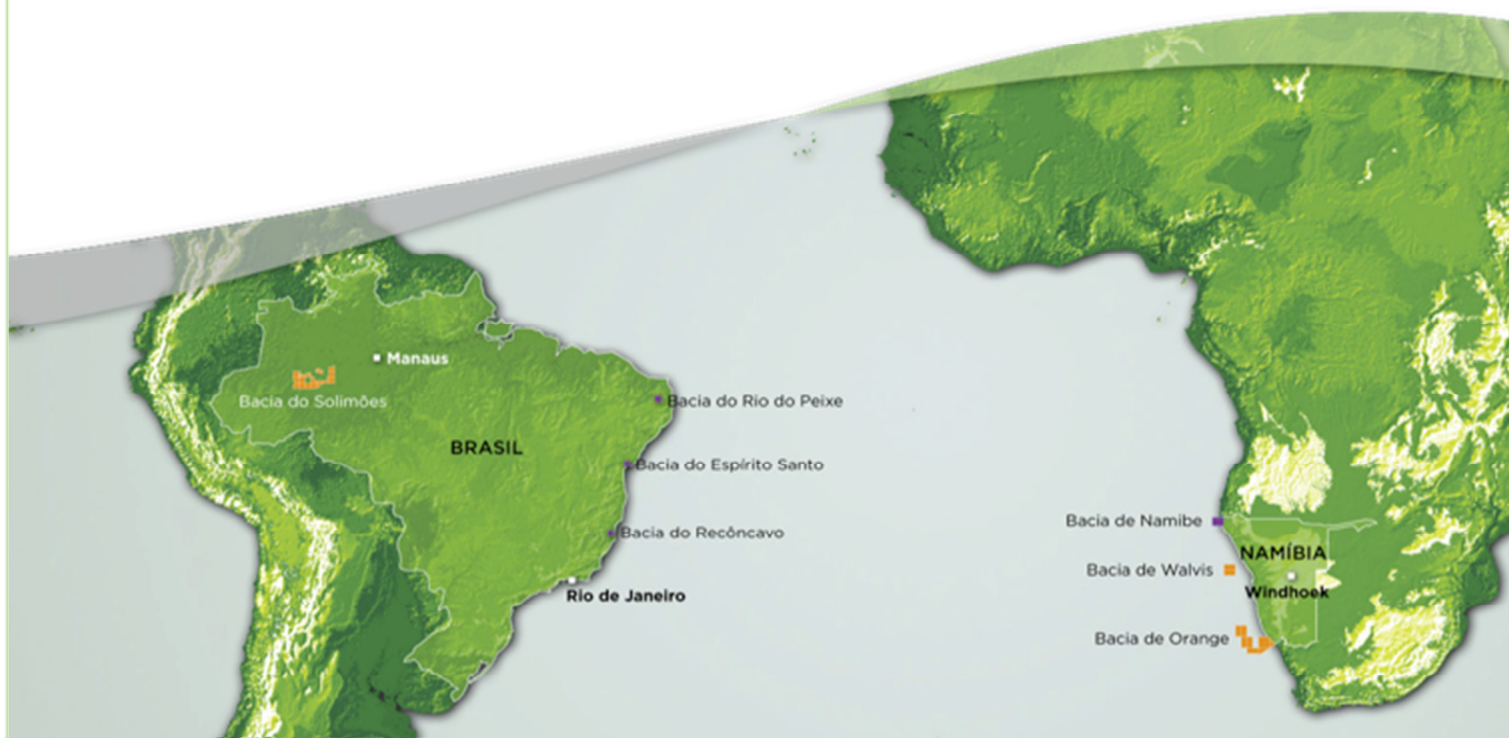 Manaus
Bacia do Solimões
BRASIL
Bacia do Rio do Peixe
Bacia do Espírito Santo
Bacia do Recôncavo
Rio de Janeiro
Bacia de Namibe
NAMÍBIA
Bacia de Walvis
Windhoek
Bacia de Orange